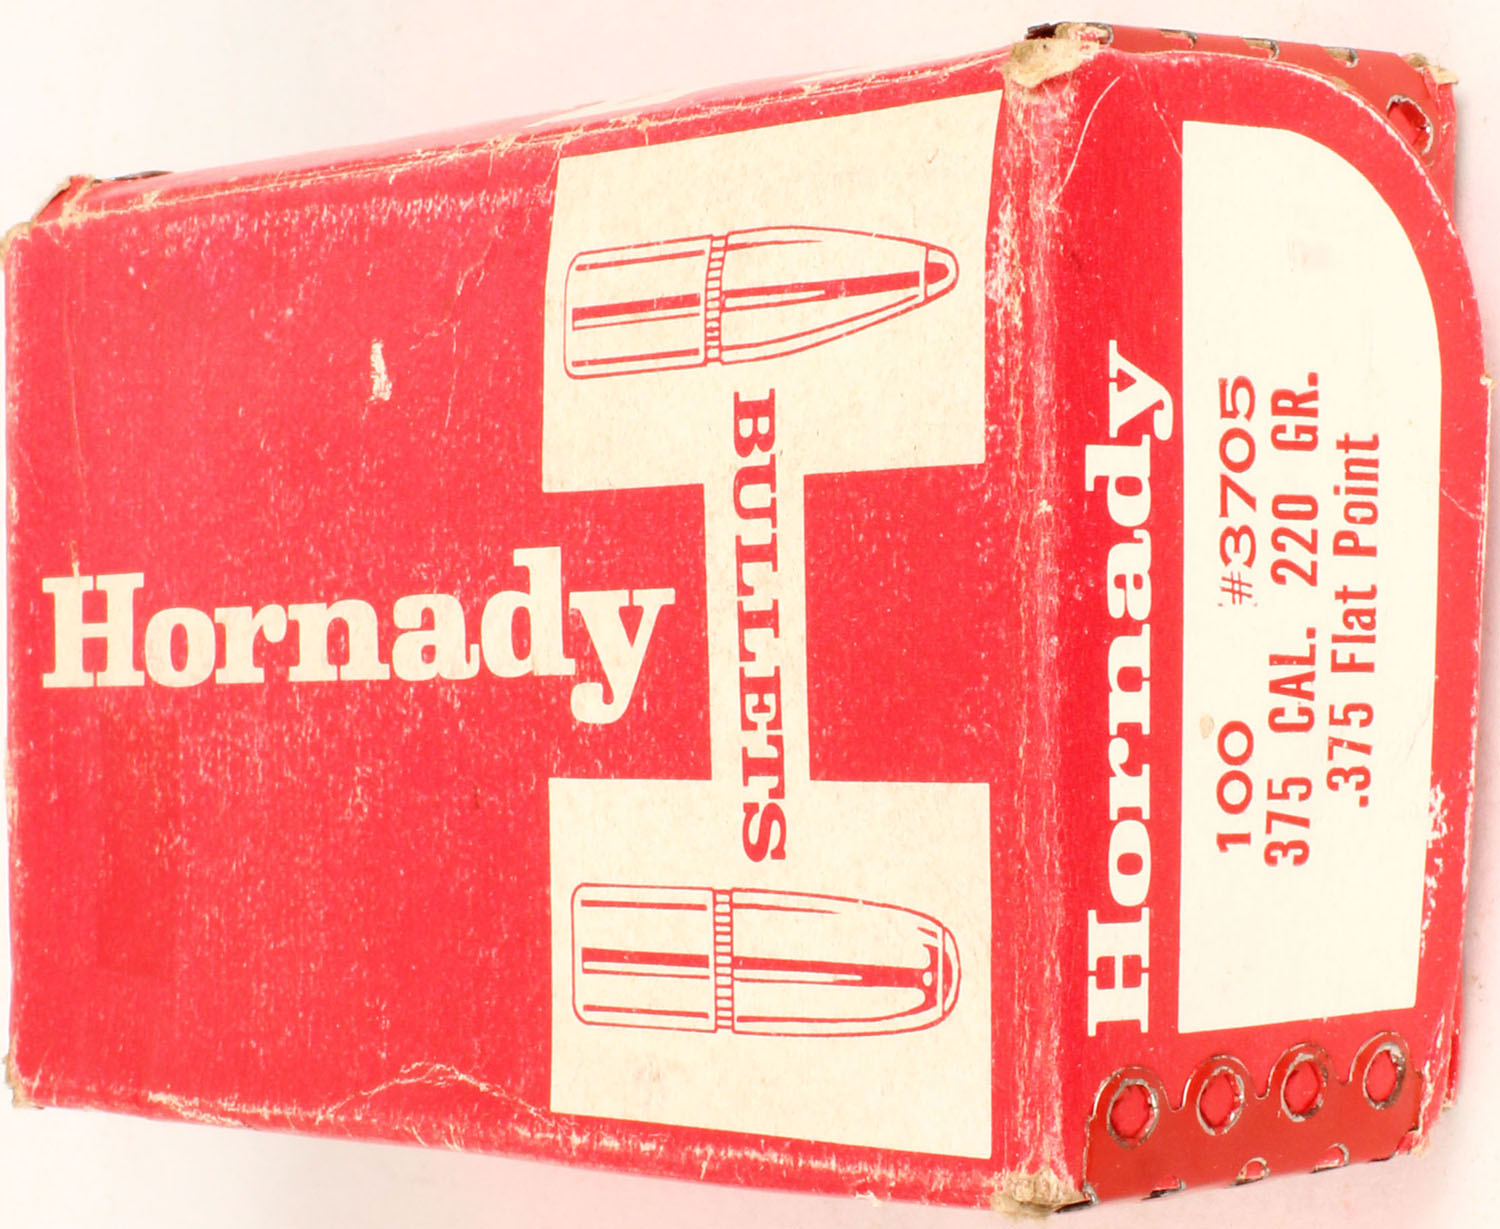 Hornady
BULLETS
Hornady
100 #3705
375 CAL. 220 GR.
.375 Flat Point